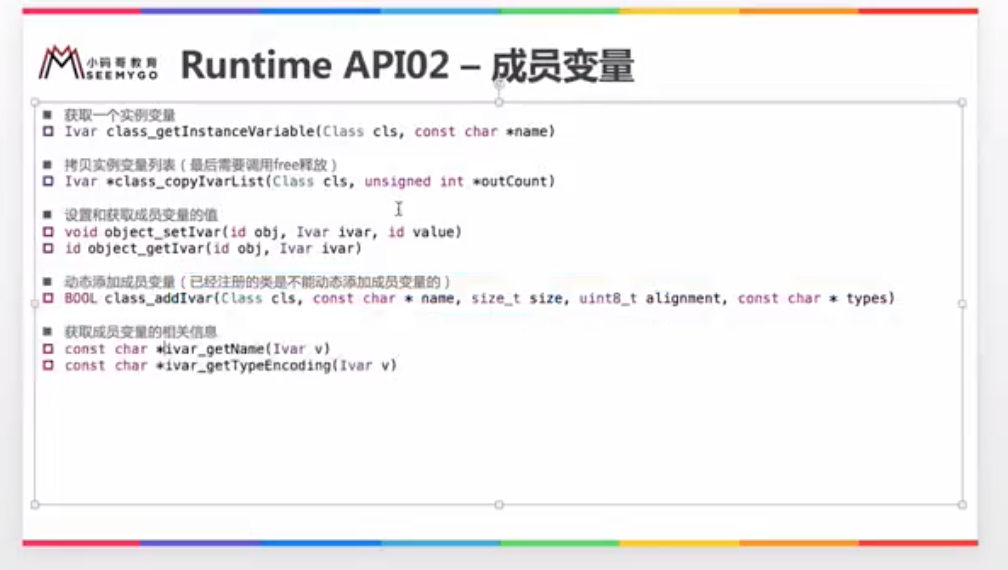 小码哥教育
SEEMYGO
Runtime API02 – 成员变量
获取一个实例变量
Ivar class_getInstanceVariable(Class cls, const char *name)
拷贝实例变量列表（最后需要调用free释放）
Ivar *class_copyIvarList(Class cls, unsigned int *outCount)
设置和获取成员变量的值
void object_setIvar(id obj, Ivar ivar, id value)
id object_getIvar(id obj, Ivar ivar)
动态添加成员变量（已经注册的类是不能动态添加成员变量的）
BOOL class_addIvar(Class cls, const char * name, size_t size, uint8_t alignment, const char * types)
获取成员变量的相关信息
const char *ivar_getName(Ivar v)
const char *ivar_getTypeEncoding(Ivar v)